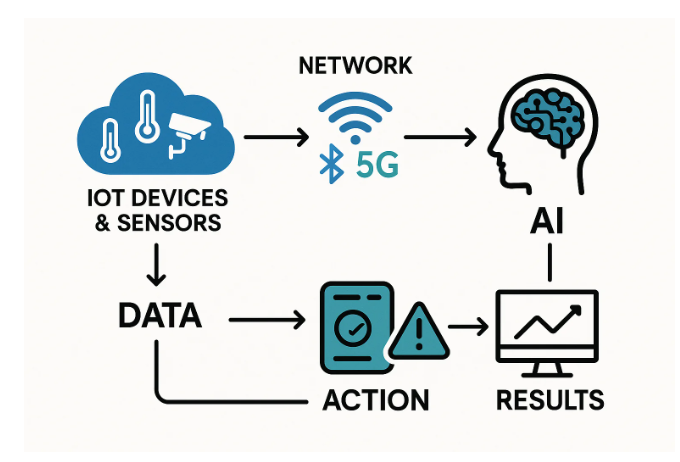 NETWORK
5G
IOT DEVICES
& SENSORS
AI
DATA
ACTION
RESULTS